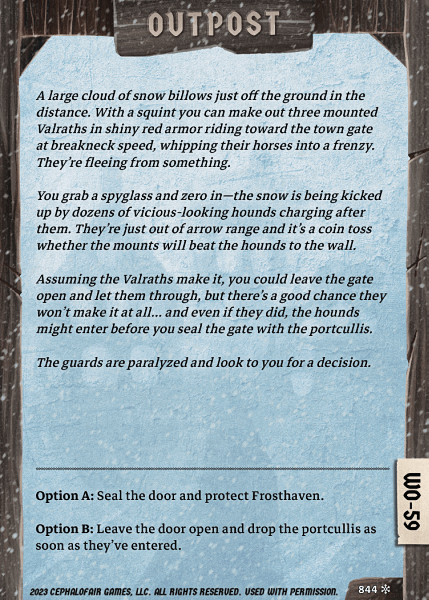 OUTPOST
A large cloud of snow billows just off the ground in the
distance. With a squint you can make out three mounted
Valraths in shiny red armor riding toward the town gate
at breakneck speed, whipping their horses into a frenzy.
They're fleeing from something.
You grab a spyglass and zero in—the snow is being kicked
up by dozens of vicious-looking hounds charging after
them. They're just out of arrow range and it's a coin toss
whether the mounts will beat the hounds to the wall.
Assuming the Valraths make it, you could leave the gate
open and let them through, but there's a good chance they
won't make it at all... and even if they did, the hounds
might enter before you seal the gate with the portcullis.
The guards are paralyzed and look to you for a decision.
Option A: Seal the door and protect Frosthaven.
Option B: Leave the door open and drop the portcullis as
soon as they've entered.
WO-59
2023 CEPHALOFAIR GAMES, LLC. ALL RIGHTS RESERVED. USED WITH PERMISSION.
844